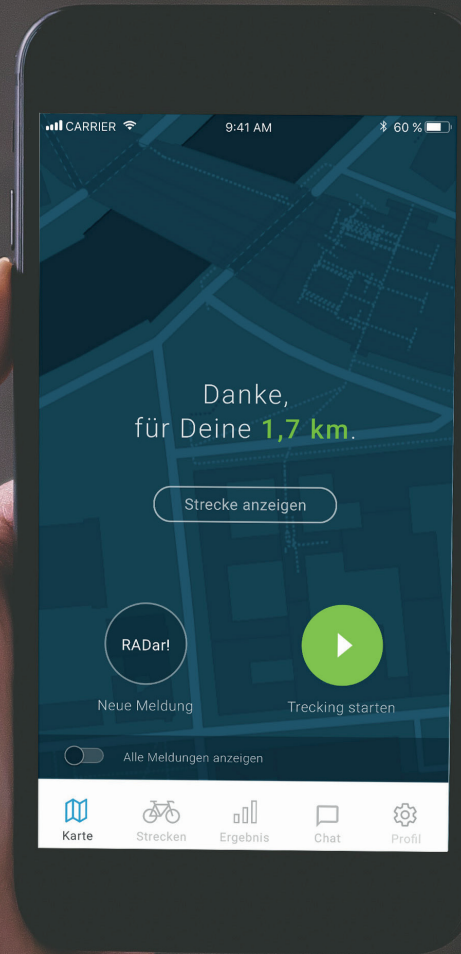 CARRIER 9:41 AM 60 %
Danke,
für Deine 1,7 km.
Strecke anzeigen
RADar!
Neue Meldung Trecking starten
Alle Meldungen anzeigen
Karte Strecken Ergebnis Chat Profil